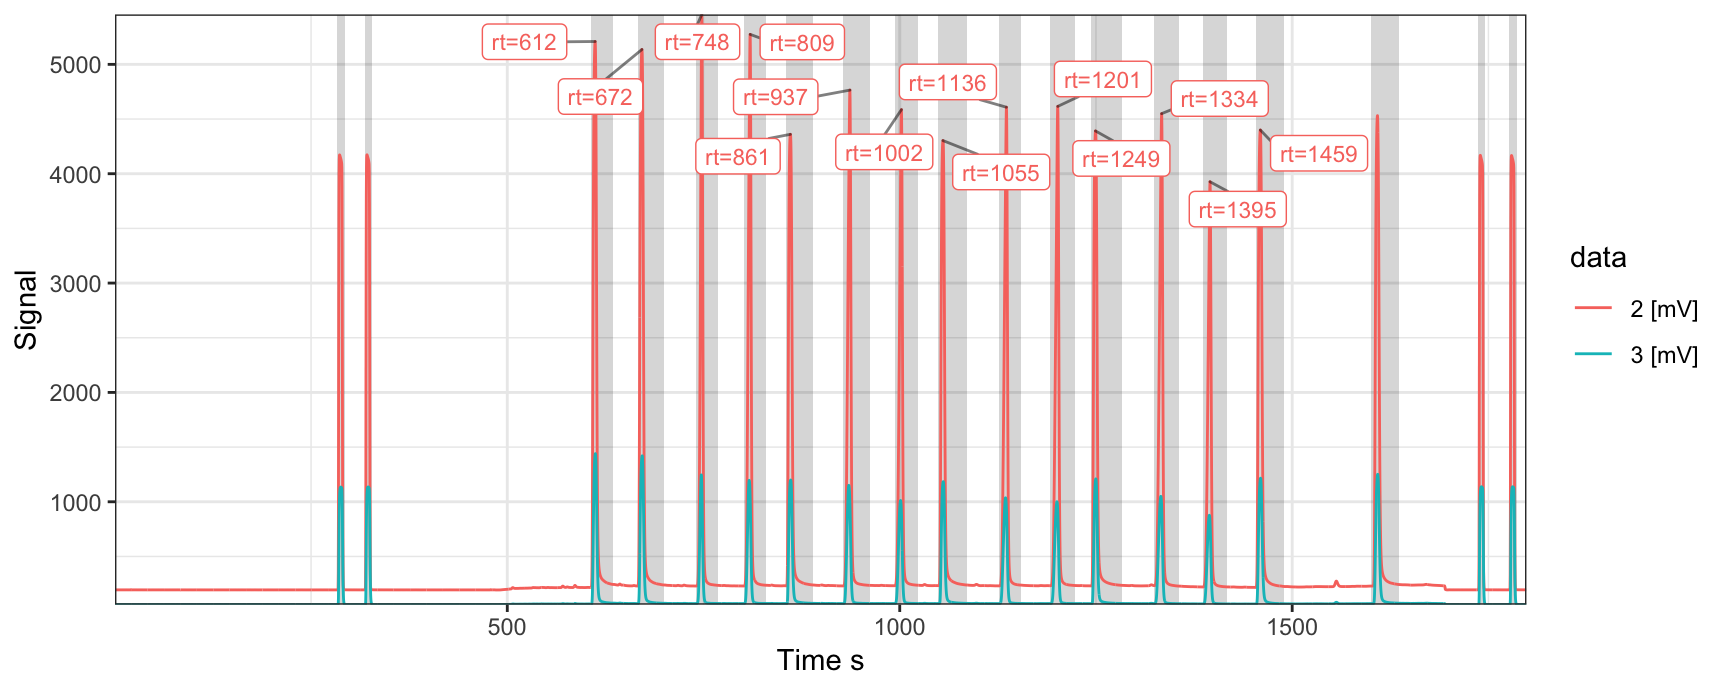 rt=612
rt=748
rt=809
rt=672
rt=937
rt=1136
rt=1201
rt=1334
rt=861
rt=1002
rt=1055
rt=1249
rt=1459
rt=1395
5000
4000
3000
2000
1000
Signal
500
1000
1500
Time s
data
2 [mV]
3 [mV]